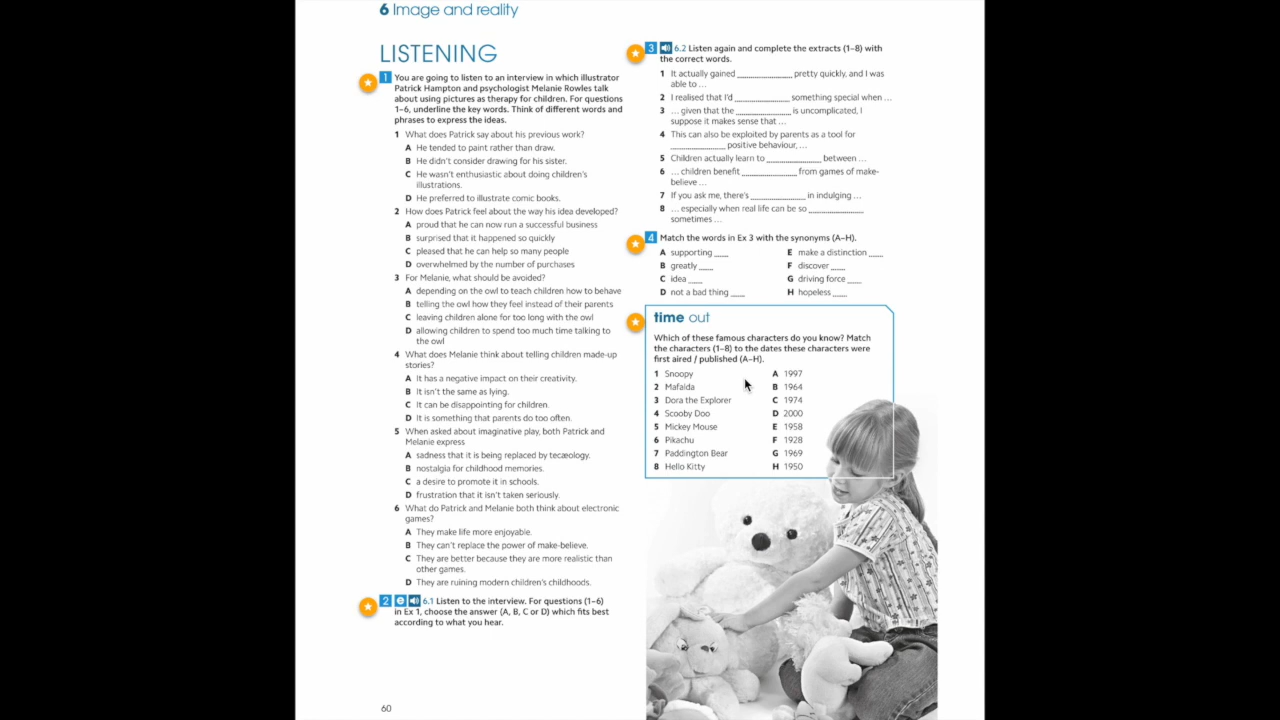 6 Image and reality
LISTENING
1 You are going to listen to an interview in which illustrator
Patrick Hampton and psychologist Melanie Rowles talk
about using pictures as therapy for children. For questions
1–6, underline the key words. Think of different words and
phrases to express the ideas.
1 What does Patrick say about his previous work?
A He tended to paint rather than draw.
B He didn't consider drawing for his sister.
C He wasn't enthusiastic about doing children's
illustrations.
D He preferred to illustrate comic books.
2 How does Patrick feel about the way his idea developed?
A proud that he can now run a successful business
B surprised that it happened so quickly
C pleased that he can help so many people
D overwhelmed by the number of purchases
3 For Melanie, what should be avoided?
A depending on the owl to teach children how to behave
B telling the owl how they feel instead of their parents
C leaving children alone for too long with the owl
D allowing children to spend too much time talking to
the owl
4 What does Melanie think about telling children made-up
stories?
A It has a negative impact on their creativity.
B It isn't the same as lying.
C It can be disappointing for children.
D It is something that parents do too often.
5 When asked about imaginative play, both Patrick and
Melanie express
A sadness that it is being replaced by tecæology.
B nostalgia for childhood memories.
C a desire to promote it in schools.
D frustration that it isn't taken seriously.
6 What do Patrick and Melanie both think about electronic
games?
A They make life more enjoyable.
B They can't replace the power of make-believe.
C They are better because they are more realistic than
other games.
D They are ruining modern children's childhoods.
2 6.1 Listen to the interview. For questions (1–6)
in Ex 1, choose the answer (A, B, C or D) which fits best
according to what you hear.
60
3 6.2 Listen again and complete the extracts (1–8) with
the correct words.
1 It actually gained ____________ pretty quickly, and I was
able to ...
2 I realised that I'd ____________ something special when ...
3 ... given that the ____________ is uncomplicated, I
suppose it makes sense that ...
4 This can also be exploited by parents as a tool for
____________ positive behaviour, ...
5 Children actually learn to ____________ between ...
6 ... children benefit ____________ from games of make-
believe ...
7 If you ask me, there's ____________ in indulging ...
8 ... especially when real life can be so ____________
sometimes ...
4 Match the words in Ex 3 with the synonyms (A–H).
A supporting ___
B greatly ___
C idea ___
D not a bad thing ___
E make a distinction ___
F discover ___
G driving force ___
H hopeless ___
time out
Which of these famous characters do you know? Match
the characters (1–8) to the dates these characters were
first aired / published (A–H).
1 Snoopy A 1997
2 Mafalda B 1964
3 Dora the Explorer C 1974
4 Scooby Doo D 2000
5 Mickey Mouse E 1958
6 Pikachu F 1928
7 Paddington Bear G 1969
8 Hello Kitty H 1950